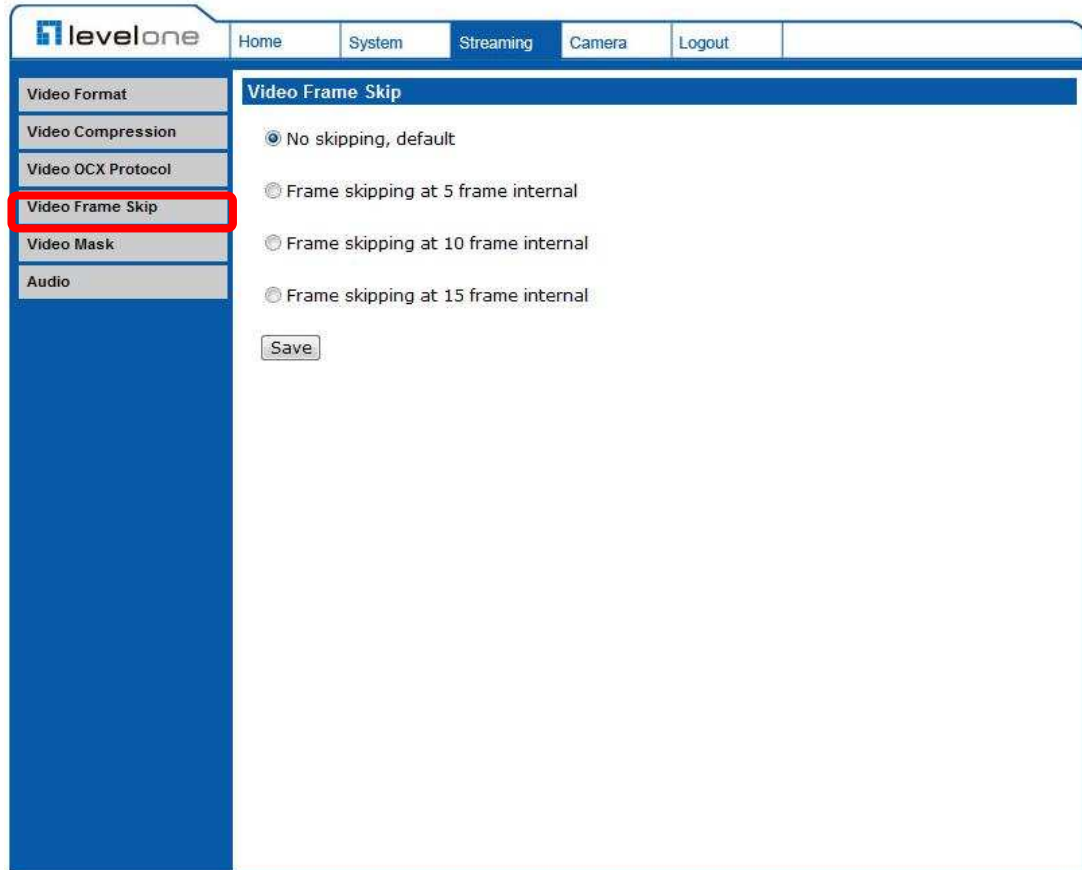 levelone
Home System Streaming Camera Logout
Video Format
Video Compression
Video OCX Protocol
Video Frame Skip
Video Mask
Audio
Video Frame Skip
No skipping, default
Frame skipping at 5 frame internal
Frame skipping at 10 frame internal
Frame skipping at 15 frame internal
Save